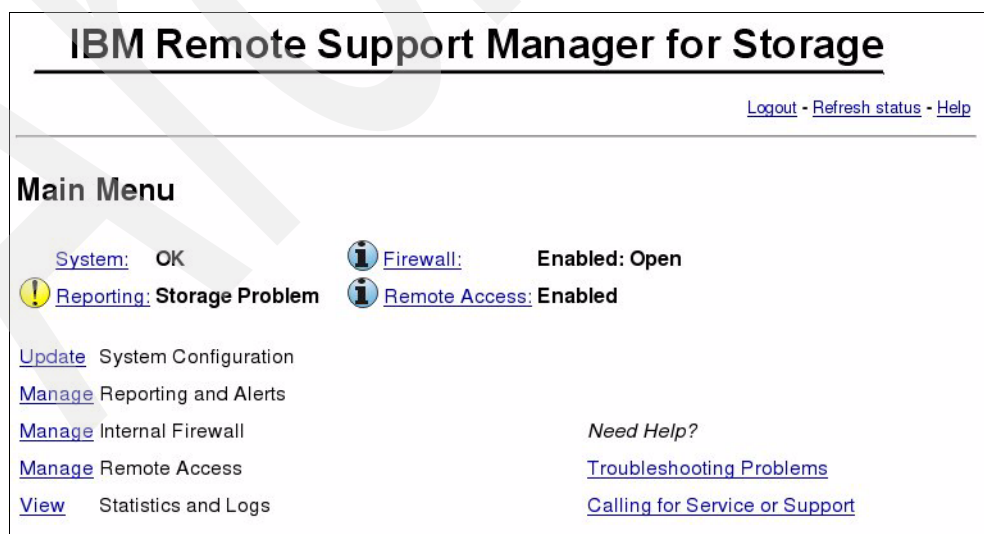 IBM Remote Support Manager for Storage
Logout - Refresh status - Help
Main Menu
System: OK Firewall: Enabled: Open
Reporting: Storage Problem Remote Access: Enabled
Update System Configuration
Manage Reporting and Alerts
Manage Internal Firewall Need Help?
Manage Remote Access Troubleshooting Problems
View Statistics and Logs Calling for Service or Support